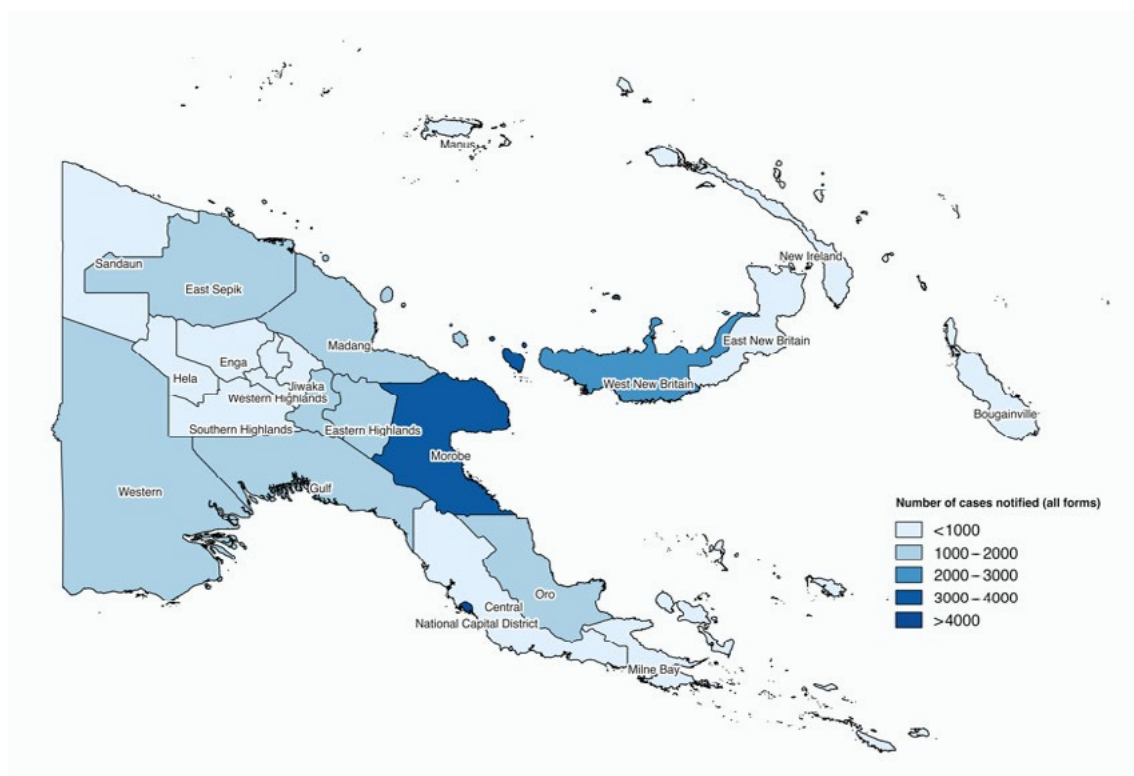 Manus
New Ireland
Sandaun
East Sepik
East New Britain
Madang
Enga
Hela
Jiwaka
West New Britain
Western Highlands
Bougainville
Southern Highlands
Eastern Highlands
Morobe
Western
Gulf
Number of cases notified (all forms)
<1000
1000 – 2000
2000 – 3000
3000 – 4000
>4000
Oro
Central
National Capital District
Milne Bay